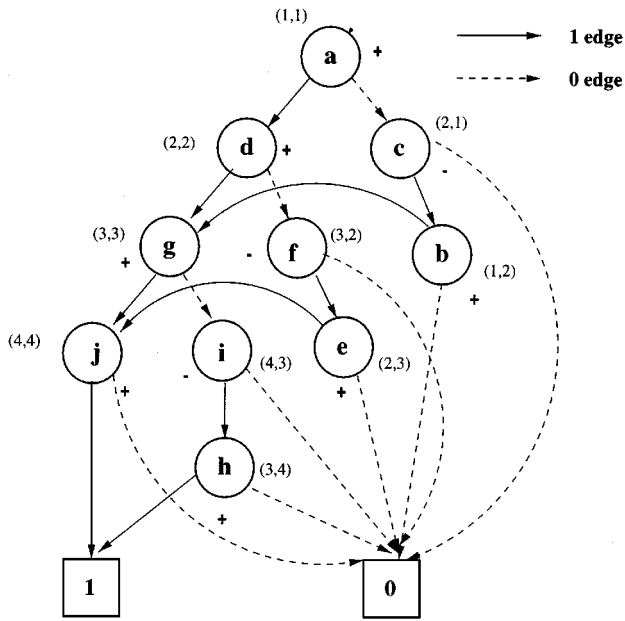 (1,1)
a +
1 edge
0 edge
(2,2) d +
c (2,1)
-
(3,3) g +
- f (3,2)
b (1,2)
+
(4,4) j +
- i (4,3)
e (2,3)
+
h (3,4)
+
1
0